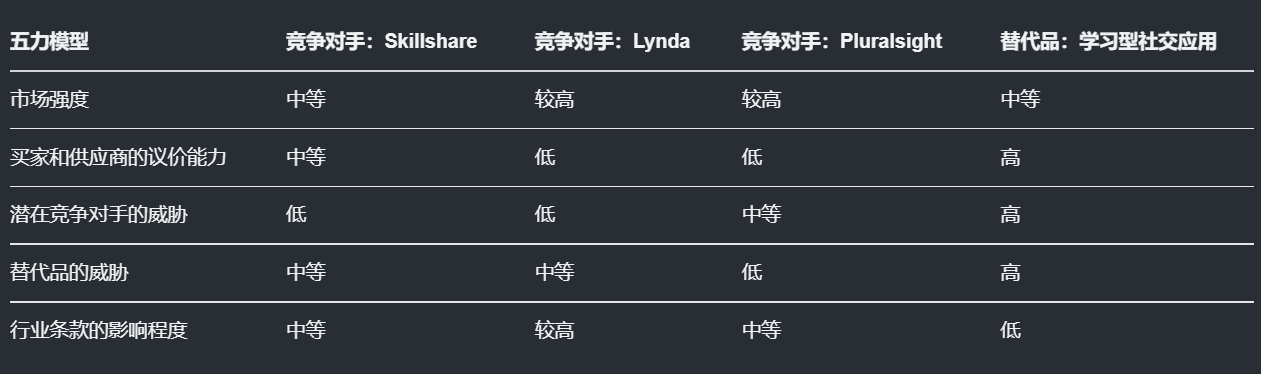 五力模型 竞争对手：Skillshare 竞争对手：Lynda 竞争对手：Pluralsight 替代品：学习型社交应用
市场强度 中等 较高 较高 中等
买家和供应商的议价能力 中等 低 低 高
潜在竞争对手的威胁 低 低 中等 高
替代品的威胁 中等 中等 低 高
行业条款的影响程度 中等 较高 中等 低